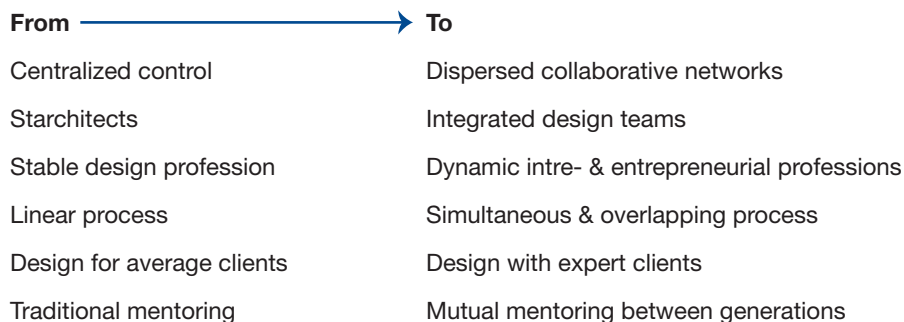 From To
Centralized control Dispersed collaborative networks
Starchitects Integrated design teams
Stable design profession Dynamic intre- & entrepreneurial professions
Linear process Simultaneous & overlapping process
Design for average clients Design with expert clients
Traditional mentoring Mutual mentoring between generations